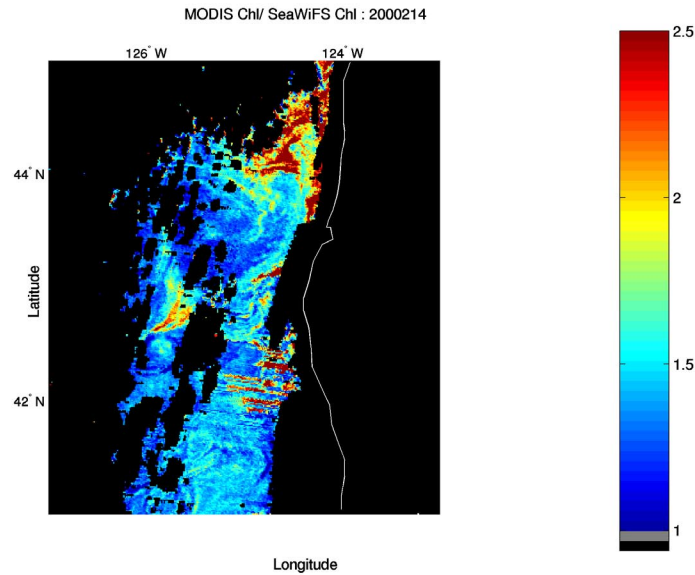 MODIS Chl/ SeaWiFS Chl : 2000214
126° W
124° W
2.5
44° N
2
Latitude
1.5
42° N
1
Longitude